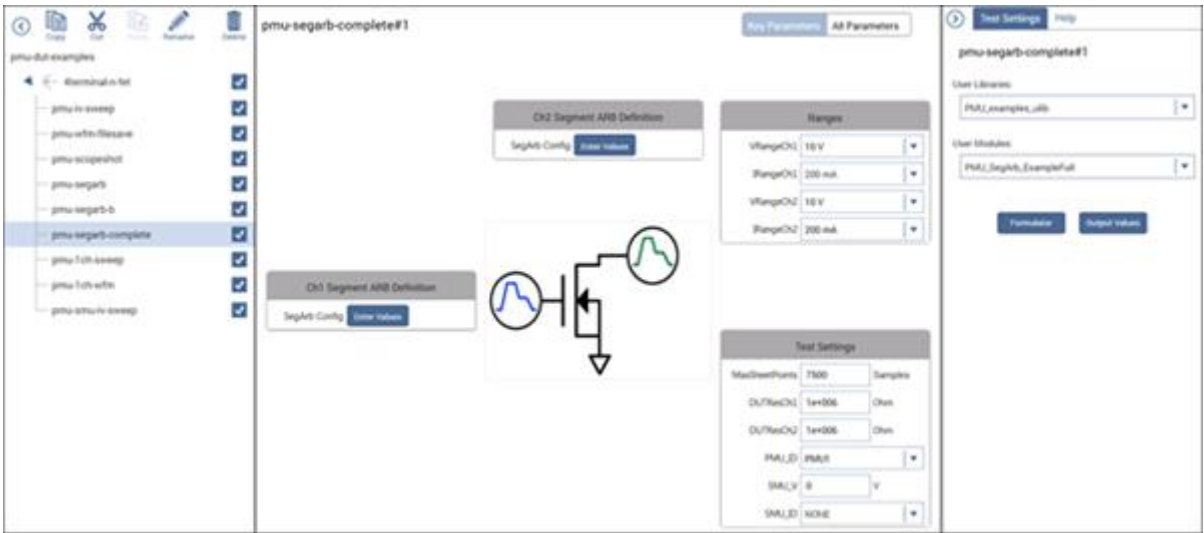 Copy Cut Rename Delete
pmu-dut-examples
4terminal-n-fet
pmu-iv-sweep
pmu-wfm-filesave
pmu-scopeshot
pmu-segarb
pmu-segarb-b
pmu-segarb-complete
pmu-1ch-sweep
pmu-1ch-wfm
pmu-smu-iv-sweep
pmu-segarb-complete#1
Key Parameters All Parameters
Ch2 Segment ARB Definition
SegArb Config Enter Values
Ch1 Segment ARB Definition
SegArb Config Enter Values
Ranges
VRangeCh1 10 V
IRangeCh1 200 mA
VRangeCh2 10 V
IRangeCh2 200 mA
Test Settings
MaxSheetPoints 7500 Samples
DUTResCh1 1e+006 Ohm
DUTResCh2 1e+006 Ohm
PMU_ID PMU1
SMU_V 0 V
SMU_ID NONE
Test Settings Help
pmu-segarb-complete#1
User Libraries:
PMU_examples_ulib
User Modules:
PMU_SegArb_ExampleFull
Formulator Output Values